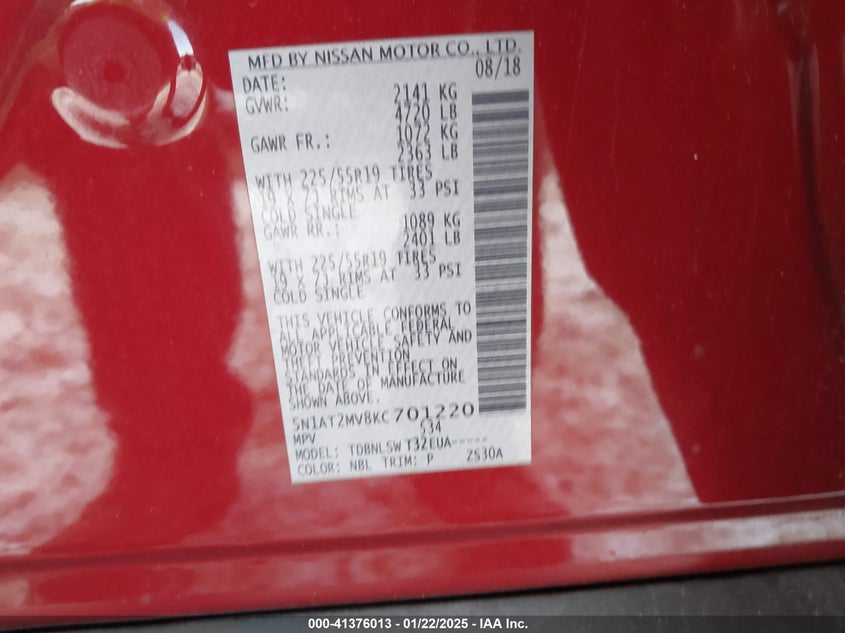 MFD BY NISSAN MOTOR CO., LTD.
DATE: 08/18
GVWR: 2141 KG
4720 LB
GAWR FR.: 1072 KG
2363 LB
WITH 225/55R19 TIRES
19 X 7J RIMS AT 33 PSI
COLD SINGLE
GAWR RR.: 1089 KG
2401 LB
WITH 225/55R19 TIRES
19 X 7J RIMS AT 33 PSI
COLD SINGLE
THIS VEHICLE CONFORMS TO
ALL APPLICABLE FEDERAL
MOTOR VEHICLE SAFETY AND
THEFT PREVENTION
STANDARDS IN EFFECT ON
THE DATE OF MANUFACTURE
SHOWN ABOVE.
5N1AT2MV8KC701220
MPV S34
MODEL: TDBNLSW T32EUA-----
COLOR: NBL TRIM: P ZS30A
000-41376013 — 01/22/2025 - IAA Inc.